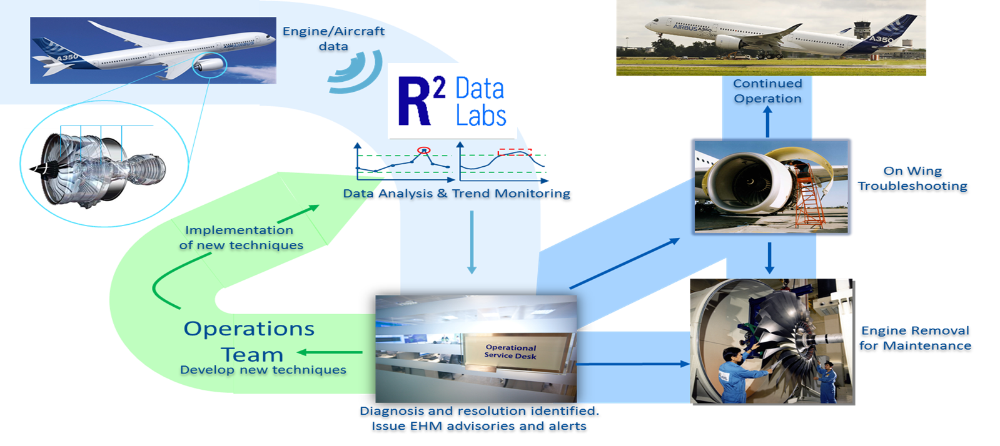 Engine/Aircraft
data
A350
AIRBUS
R² Data
Labs
Data Analysis & Trend Monitoring
AIRBUS A350
A350
Continued
Operation
On Wing
Troubleshooting
Implementation
of new techniques
Operations
Team
Develop new techniques
Operational
Service Desk
Diagnosis and resolution identified.
Issue EHM advisories and alerts
Engine Removal
for Maintenance